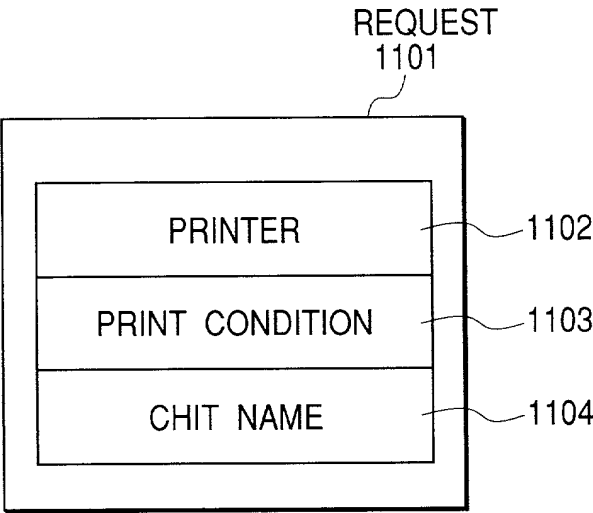 REQUEST
1101
PRINTER
1102
PRINT CONDITION
1103
CHIT NAME
1104